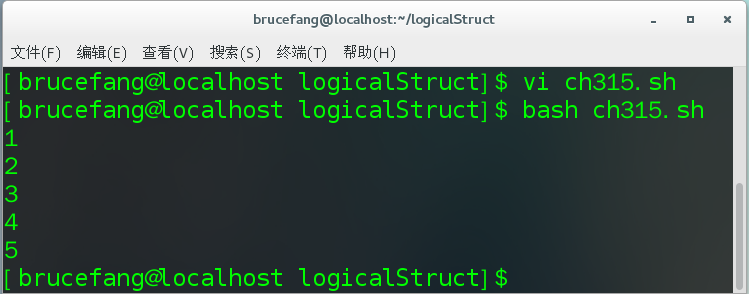 brucefang@localhost:~/logicalStruct
文件(F) 编辑(E) 查看(V) 搜索(S) 终端(T) 帮助(H)
[brucefang@localhost logicalStruct]$ vi ch315.sh
[brucefang@localhost logicalStruct]$ bash ch315.sh
1
2
3
4
5
[brucefang@localhost logicalStruct]$